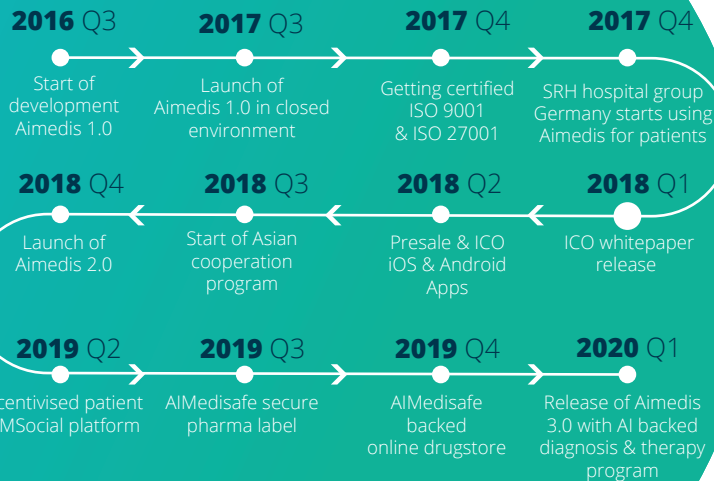 2016 Q3
Start of
development
Aimedis 1.0
2017 Q3
Launch of
Aimedis 1.0 in closed
environment
2017 Q4
Getting certified
ISO 9001
& ISO 27001
2017 Q4
SRH hospital group
Germany starts using
Aimedis for patients
2018 Q4
Launch of
Aimedis 2.0
2018 Q3
Start of Asian
cooperation
program
2018 Q2
Presale & ICO
iOS & Android
Apps
2018 Q1
ICO whitepaper
release
2019 Q2
centivised patient
MSocial platform
2019 Q3
AIMedisafe secure
pharma label
2019 Q4
AIMedisafe
backed
online drugstore
2020 Q1
Release of Aimedis
3.0 with AI backed
diagnosis & therapy
program